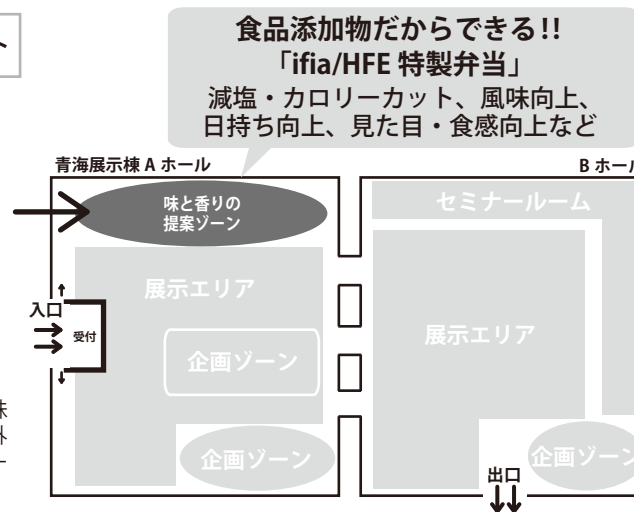 ト
食品添加物だからできる!!
「ifia/HFE 特製弁当」
減塩・カロリーカット、風味向上、
日持ち向上、見た目・食感向上など
青海展示棟 A ホール
B ホール
味と香りの
提案ゾーン
セミナールーム
展示エリア
入口
受付
展示エリア
企画ゾーン
味
外
ー
企画ゾーン
企画ゾーン
出口